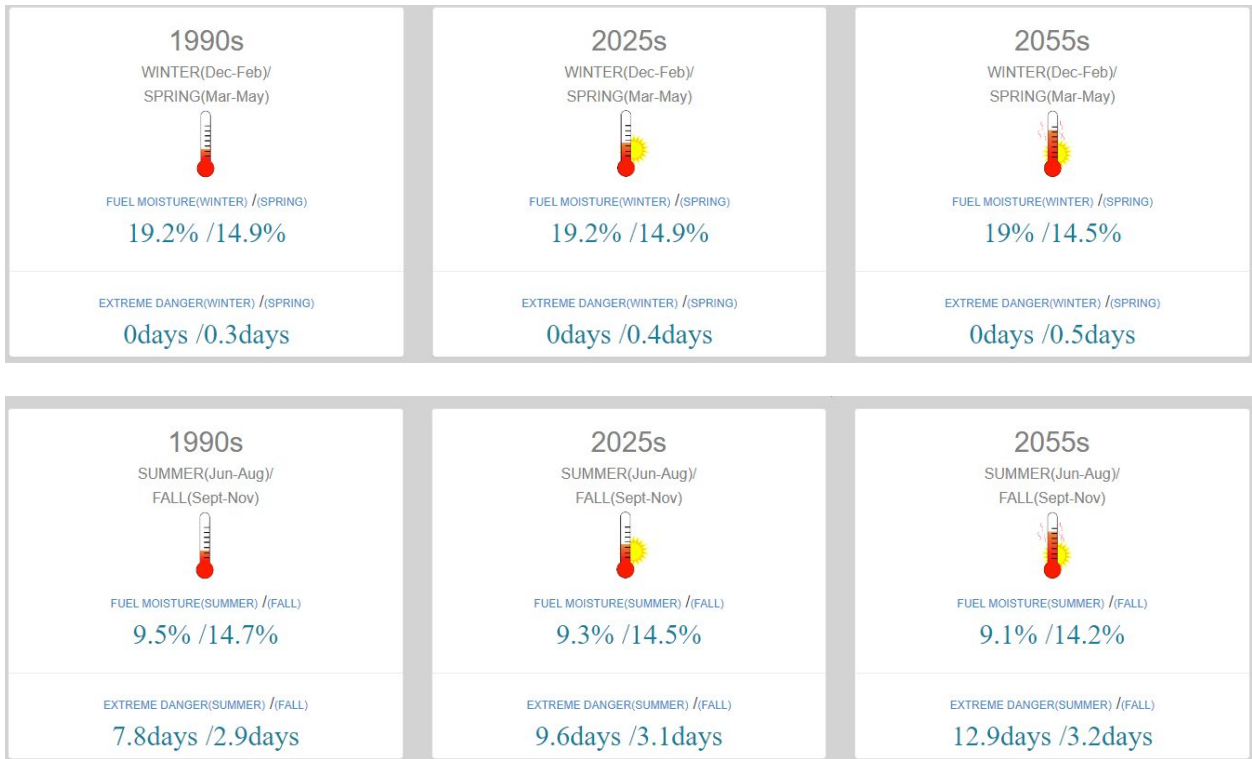 1990s
WINTER(Dec-Feb)/
SPRING(Mar-May)
FUEL MOISTURE(WINTER) /(SPRING)
19.2% /14.9%
EXTREME DANGER(WINTER) /(SPRING)
0days /0.3days
2025s
WINTER(Dec-Feb)/
SPRING(Mar-May)
FUEL MOISTURE(WINTER) /(SPRING)
19.2% /14.9%
EXTREME DANGER(WINTER) /(SPRING)
0days /0.4days
2055s
WINTER(Dec-Feb)/
SPRING(Mar-May)
FUEL MOISTURE(WINTER) /(SPRING)
19% /14.5%
EXTREME DANGER(WINTER) /(SPRING)
0days /0.5days
1990s
SUMMER(Jun-Aug)/
FALL(Sept-Nov)
FUEL MOISTURE(SUMMER) /(FALL)
9.5% /14.7%
EXTREME DANGER(SUMMER) /(FALL)
7.8days /2.9days
2025s
SUMMER(Jun-Aug)/
FALL(Sept-Nov)
FUEL MOISTURE(SUMMER) /(FALL)
9.3% /14.5%
EXTREME DANGER(SUMMER) /(FALL)
9.6days /3.1days
2055s
SUMMER(Jun-Aug)/
FALL(Sept-Nov)
FUEL MOISTURE(SUMMER) /(FALL)
9.1% /14.2%
EXTREME DANGER(SUMMER) /(FALL)
12.9days /3.2days